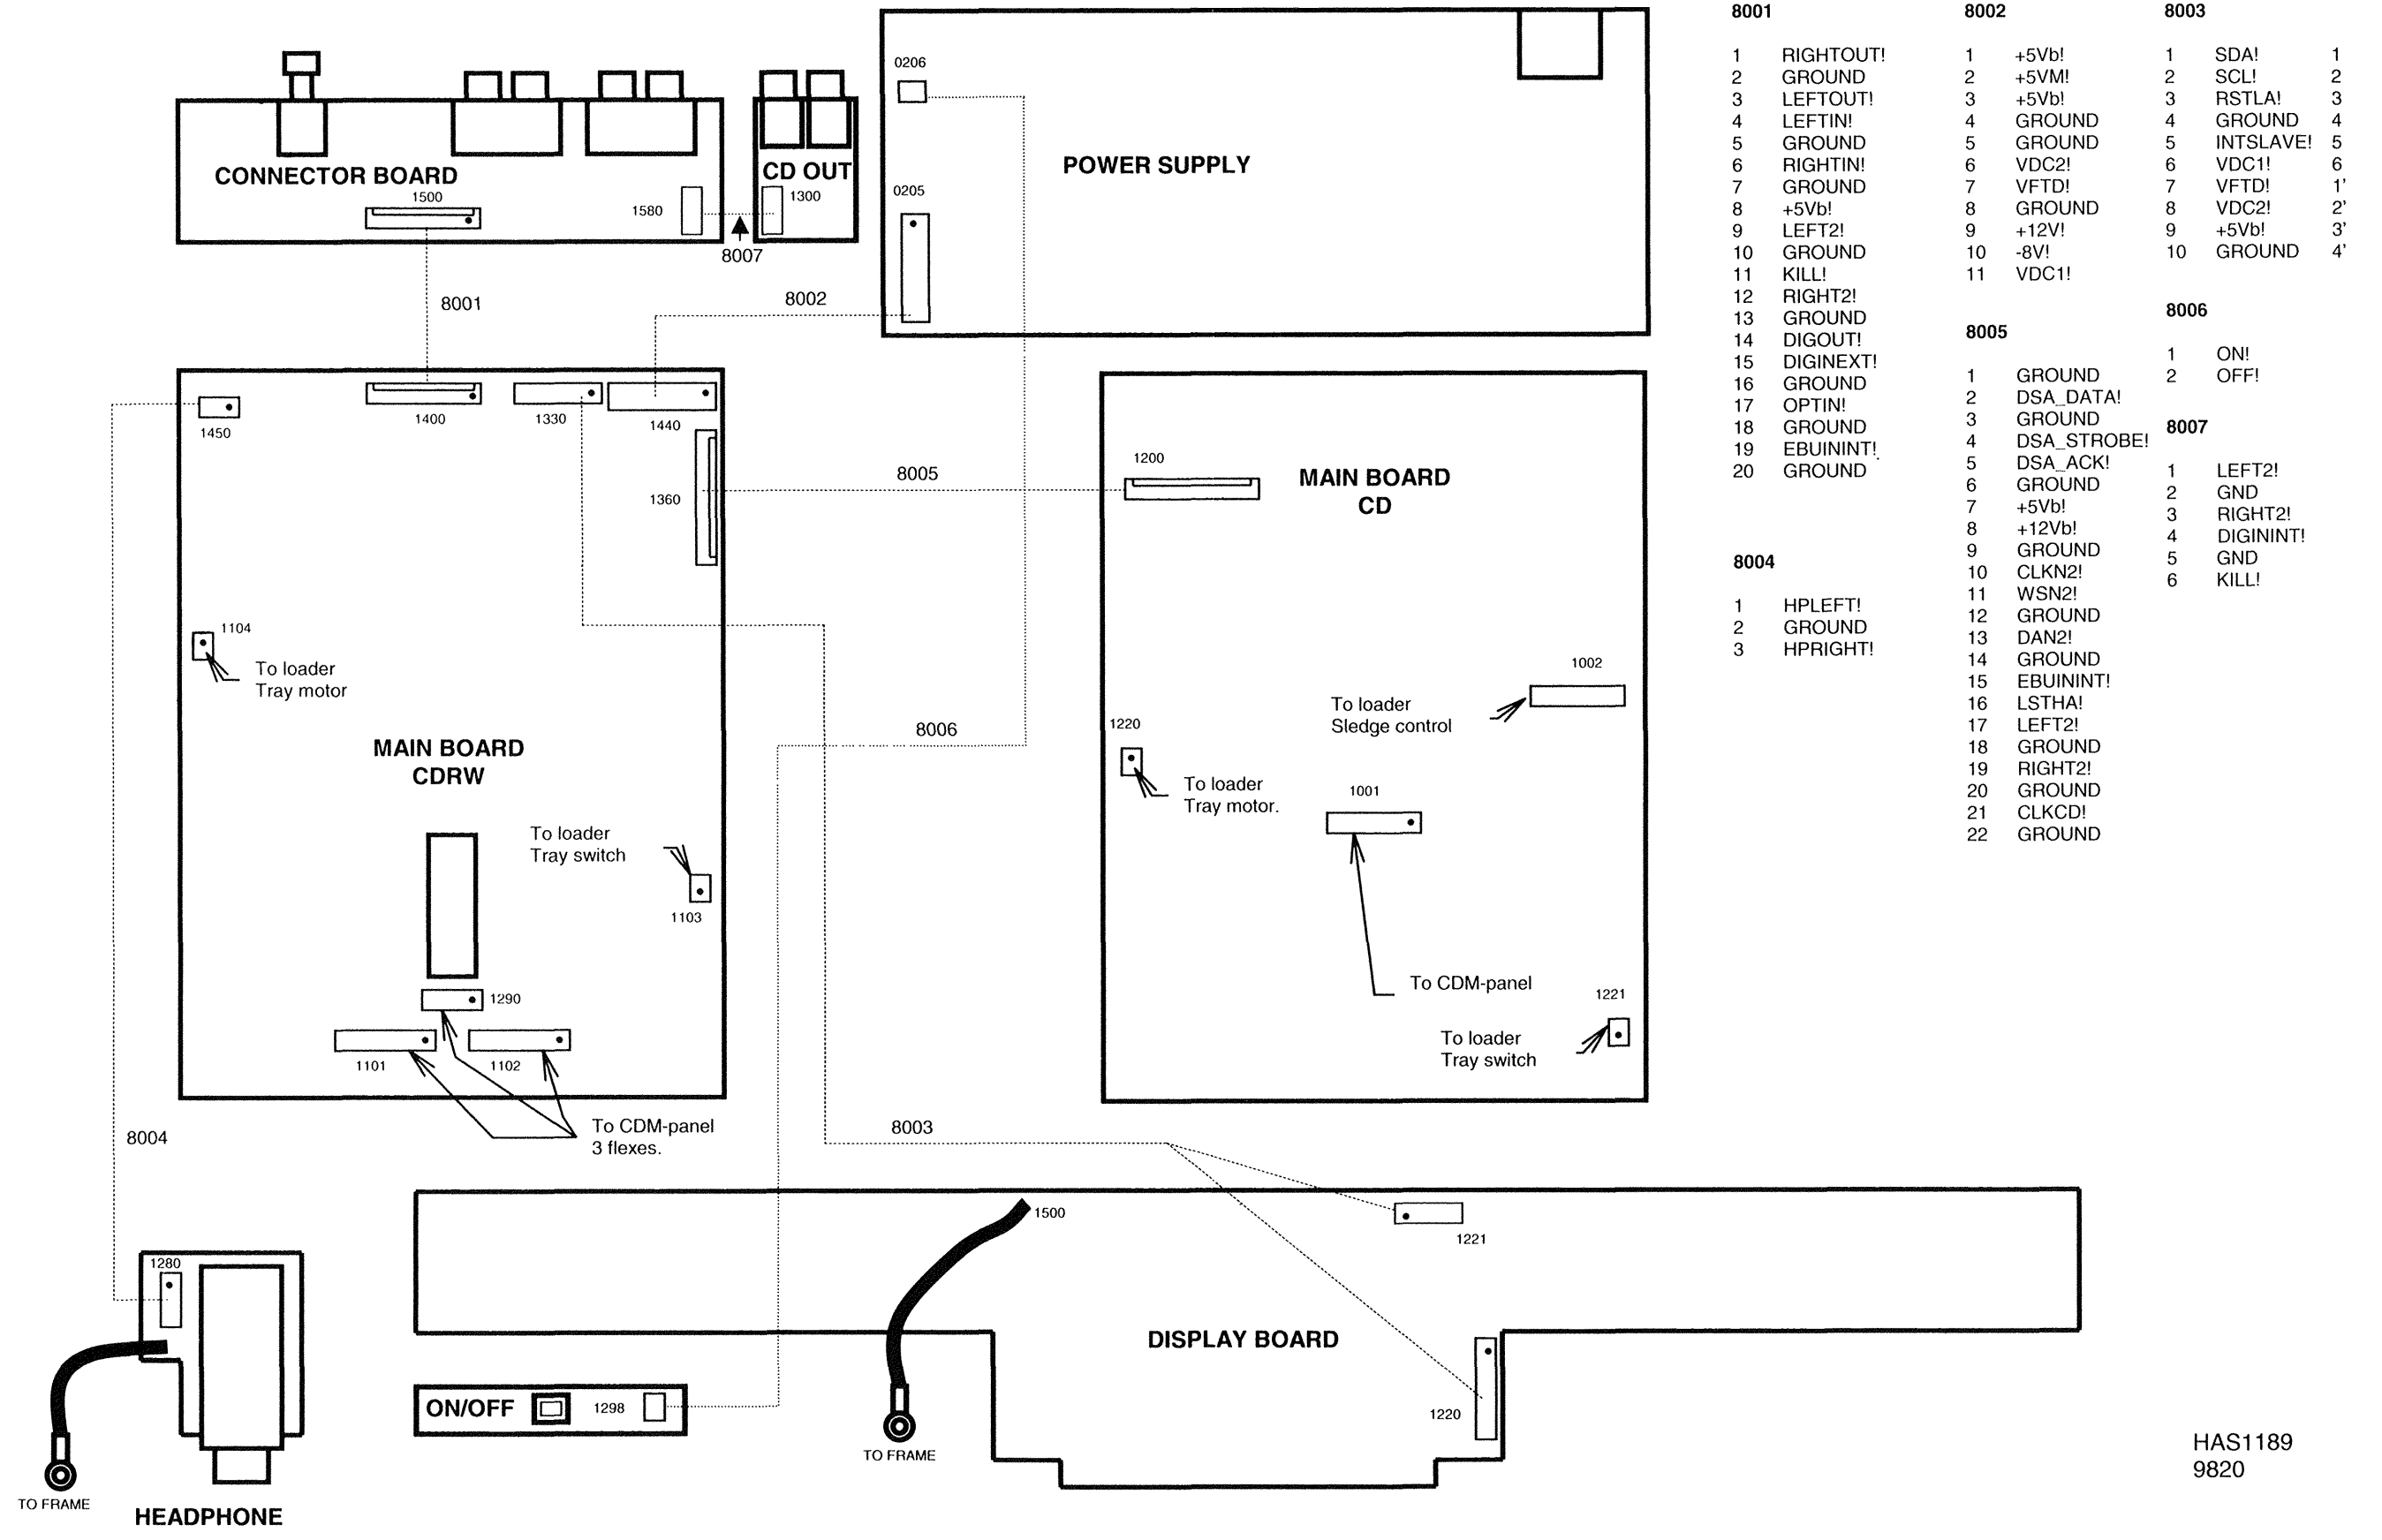 CONNECTOR BOARD
1500
1580
CD OUT
1300
8007
8001
8002
0206
0205
POWER SUPPLY
1450
1400
1330
1440
1360
8005
1104
To loader
Tray motor
MAIN BOARD
CDRW
To loader
Tray switch
1103
1290
1101
1102
To CDM-panel
3 flexes.
8004
8006
8003
1200
MAIN BOARD
CD
1002
To loader
Sledge control
1220
To loader
Tray motor.
1001
To CDM-panel
1221
To loader
Tray switch
1280
TO FRAME
HEADPHONE
ON/OFF
1298
1500
TO FRAME
DISPLAY BOARD
1221
1220
8001
1 RIGHTOUT!
2 GROUND
3 LEFTOUT!
4 LEFTIN!
5 GROUND
6 RIGHTIN!
7 GROUND
8 +5Vb!
9 LEFT2!
10 GROUND
11 KILL!
12 RIGHT2!
13 GROUND
14 DIGOUT!
15 DIGINEXT!
16 GROUND
17 OPTIN!
18 GROUND
19 EBUININT!
20 GROUND
8004
1 HPLEFT!
2 GROUND
3 HPRIGHT!
8002
1 +5Vb!
2 +5VM!
3 +5Vb!
4 GROUND
5 GROUND
6 VDC2!
7 VFTD!
8 GROUND
9 +12V!
10 -8V!
11 VDC1!
8005
1 GROUND
2 DSA_DATA!
3 GROUND
4 DSA_STROBE!
5 DSA_ACK!
6 GROUND
7 +5Vb!
8 +12Vb!
9 GROUND
10 CLKN2!
11 WSN2!
12 GROUND
13 DAN2!
14 GROUND
15 EBUININT!
16 LSTHA!
17 LEFT2!
18 GROUND
19 RIGHT2!
20 GROUND
21 CLKCD!
22 GROUND
8003
1 SDA! 1
2 SCL! 2
3 RSTLA! 3
4 GROUND 4
5 INTSLAVE! 5
6 VDC1! 6
7 VFTD! 1'
8 VDC2! 2'
9 +5Vb! 3'
10 GROUND 4'
8006
1 ON!
2 OFF!
8007
1 LEFT2!
2 GND
3 RIGHT2!
4 DIGININT!
5 GND
6 KILL!
HAS1189
9820